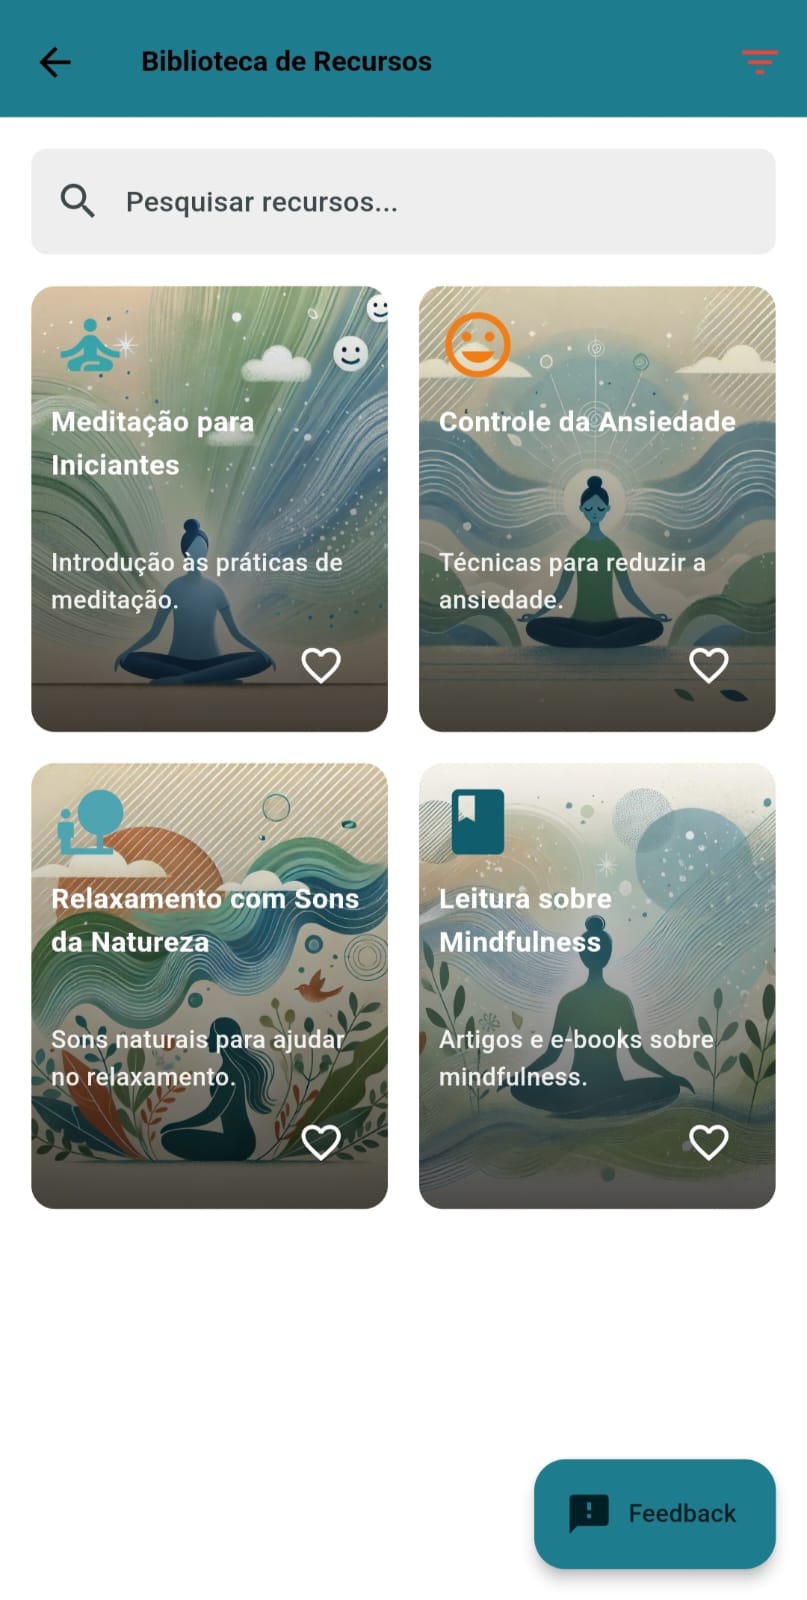 Biblioteca de Recursos
Pesquisar recursos...
Meditação para
Iniciantes
Introdução às práticas de
meditação.
Controle da Ansiedade
Técnicas para reduzir a
ansiedade.
Relaxamento com Sons
da Natureza
Sons naturais para ajudar
no relaxamento.
Leitura sobre
Mindfulness
Artigos e e-books sobre
mindfulness.
Feedback